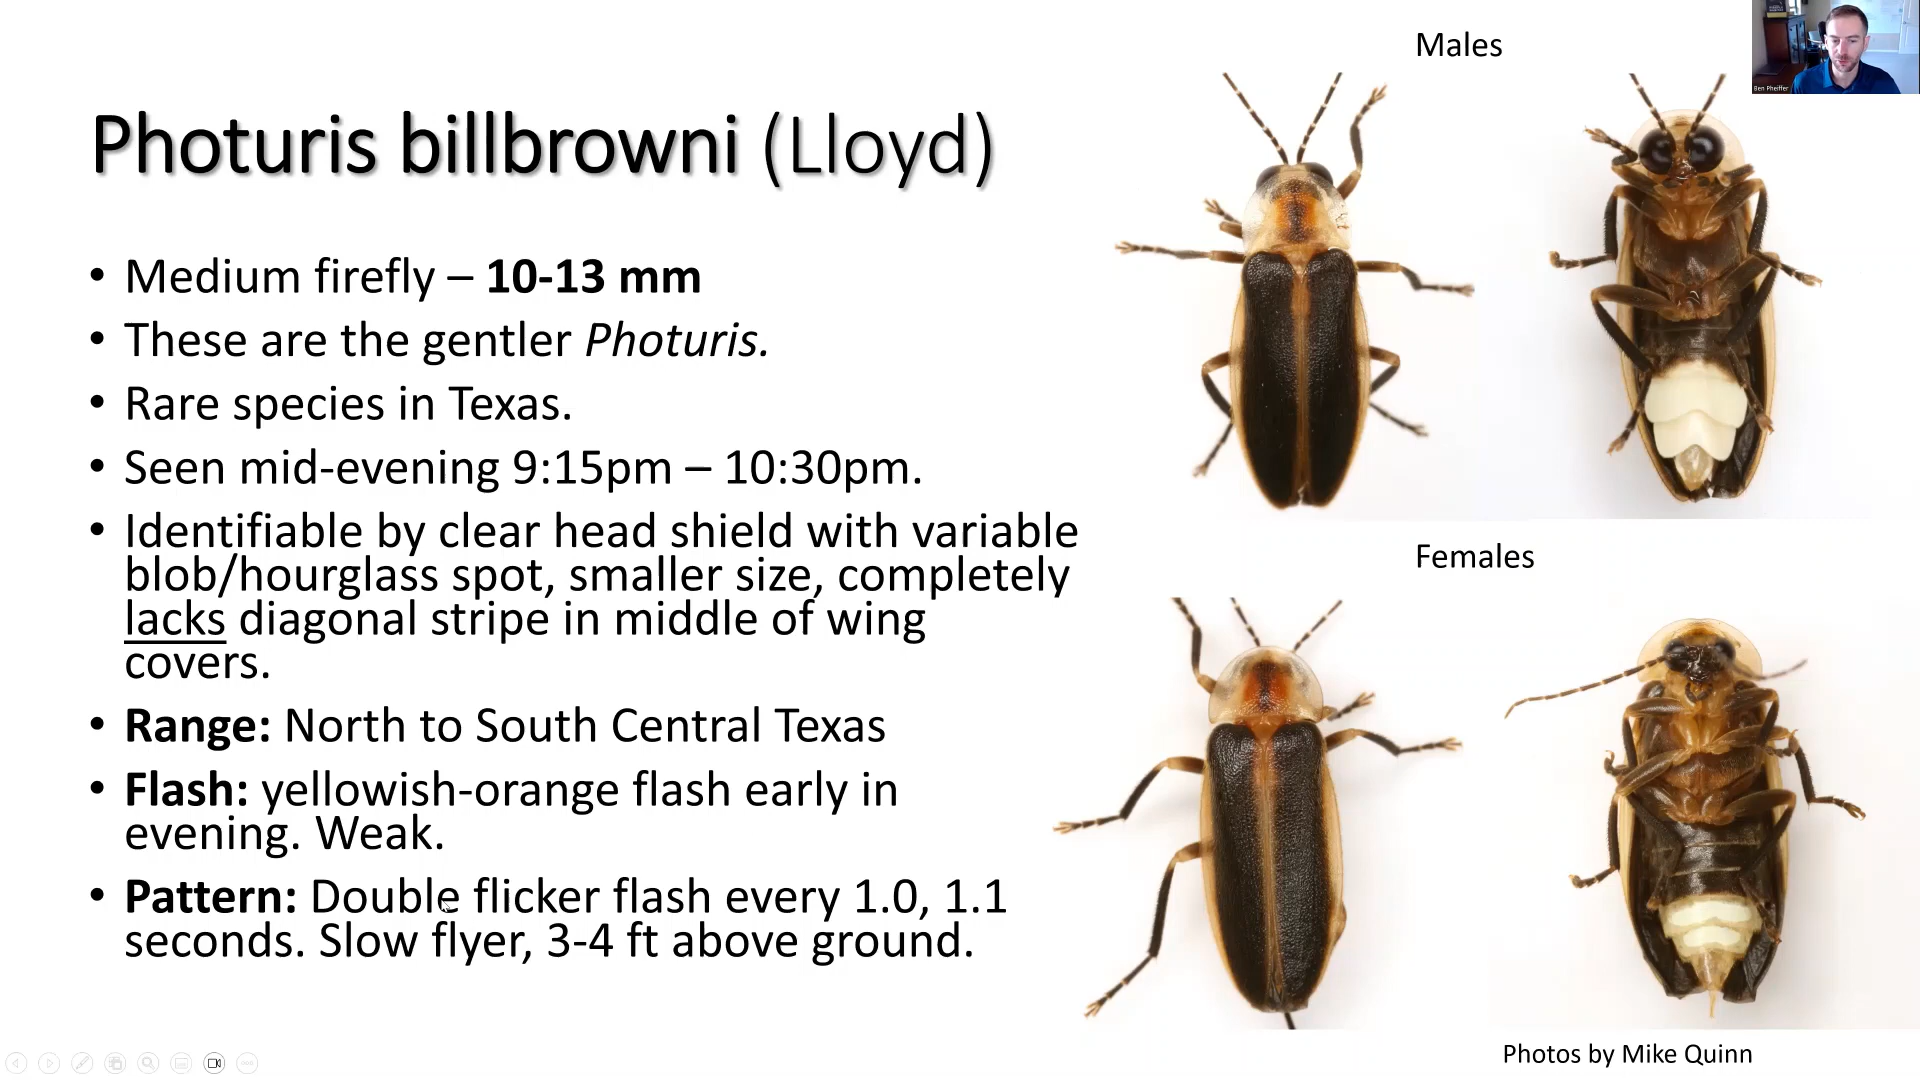 Males
Ben Pheiffer
Photuris billbrowni (Lloyd)
• Medium firefly – 10-13 mm
• These are the gentler Photuris.
• Rare species in Texas.
• Seen mid-evening 9:15pm – 10:30pm.
• Identifiable by clear head shield with variable
blob/hourglass spot, smaller size, completely
lacks diagonal stripe in middle of wing
covers.
• Range: North to South Central Texas
• Flash: yellowish-orange flash early in
evening. Weak.
• Pattern: Double flicker flash every 1.0, 1.1
seconds. Slow flyer, 3-4 ft above ground.
Females
Photos by Mike Quinn